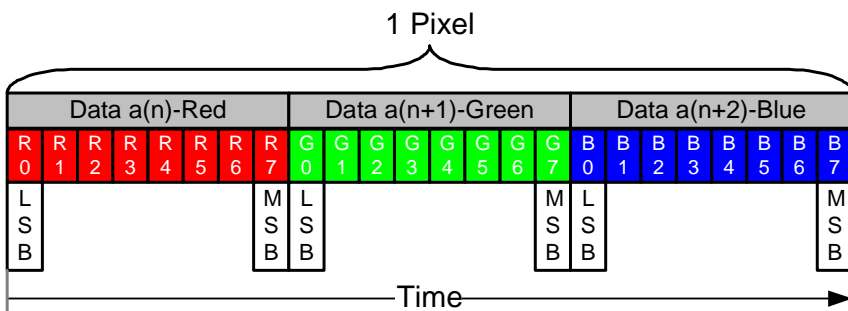 1 Pixel
Data a(n)-Red Data a(n+1)-Green Data a(n+2)-Blue
R R R R R R R R G G G G G G G G B B B B B B B B
0 1 2 3 4 5 6 7 0 1 2 3 4 5 6 7 0 1 2 3 4 5 6 7
L M L M L M
S S S S S S
B B B B B B
Time